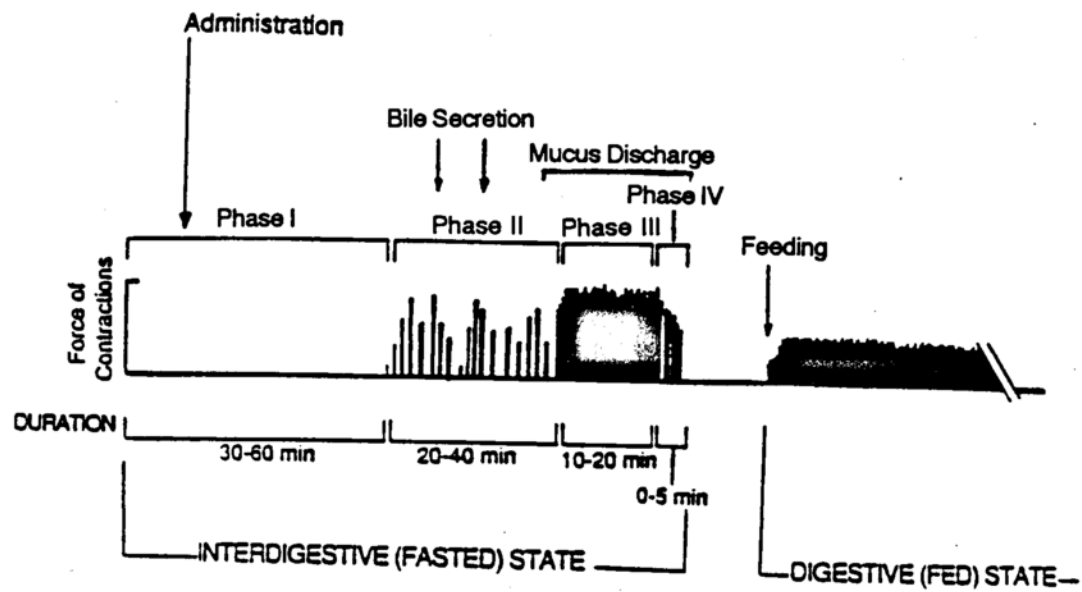 Administration
Bile Secretion
Mucus Discharge
Phase IV
Phase I
Phase II
Phase III
Feeding
Force of
Contractions
DURATION
30-60 min
20-40 min
10-20 min
0-5 min
INTERDIGESTIVE (FASTED) STATE
DIGESTIVE (FED) STATE